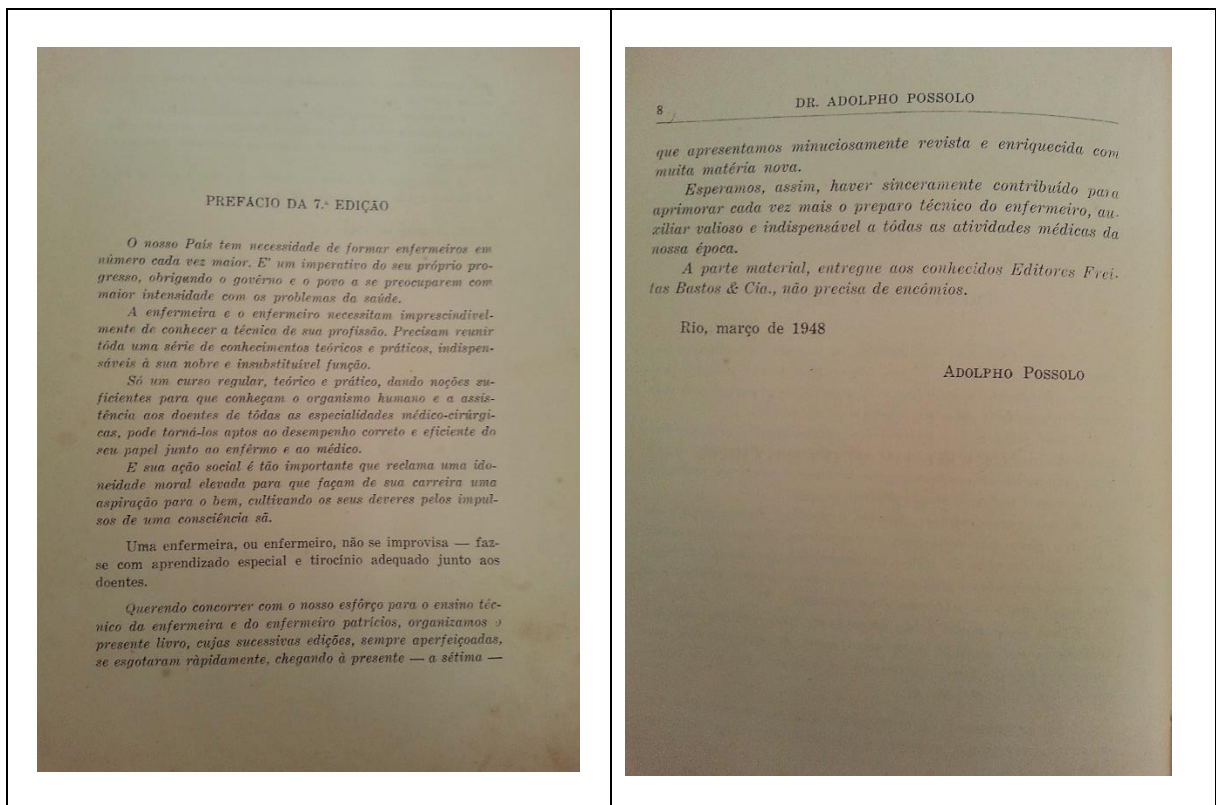 PREFÁCIO DA 7.ª EDIÇÃO
O nosso País tem necessidade de formar enfermeiros em
número cada vez maior. E' um imperativo do seu próprio pro-
gresso, obrigando o govêrno e o povo a se preocuparem com
maior intensidade com os problemas da saúde.
A enfermeira e o enfermeiro necessitam imprescindivel-
mente de conhecer a técnica de sua profissão. Precisam reunir
tôda uma série de conhecimentos teóricos e práticos, indispen-
sáveis à sua nobre e insubstituível função.
Só um curso regular, teórico e prático, dando noções su-
ficientes para que conheçam o organismo humano e a assis-
tência aos doentes de tôdas as especialidades médico-cirúrgi-
cas, pode torná-los aptos ao desempenho correto e eficiente do
seu papel junto ao enfêrmo e ao médico.
E sua ação social é tão importante que reclama uma ido-
neidade moral elevada para que façam de sua carreira uma
aspiração para o bem, cultivando os seus deveres pelos impul-
sos de uma consciência sã.
Uma enfermeira, ou enfermeiro, não se improvisa — faz-
se com aprendizado especial e tirocínio adequado junto aos
doentes.
Querendo concorrer com o nosso esfôrço para o ensino téc-
nico da enfermeira e do enfermeiro patrícios, organizamos o
presente livro, cujas sucessivas edições, sempre aperfeiçoadas,
se esgotaram ràpidamente, chegando à presente — a sétima —
8 DR. ADOLPHO POSSOLO
que apresentamos minuciosamente revista e enriquecida com
muita matéria nova.
Esperamos, assim, haver sinceramente contribuído para
aprimorar cada vez mais o preparo técnico do enfermeiro, au-
xiliar valioso e indispensável a tôdas as atividades médicas da
nossa época.
A parte material, entregue aos conhecidos Editores Frei-
tas Bastos & Cia., não precisa de encômios.
Rio, março de 1948
ADOLPHO POSSOLO